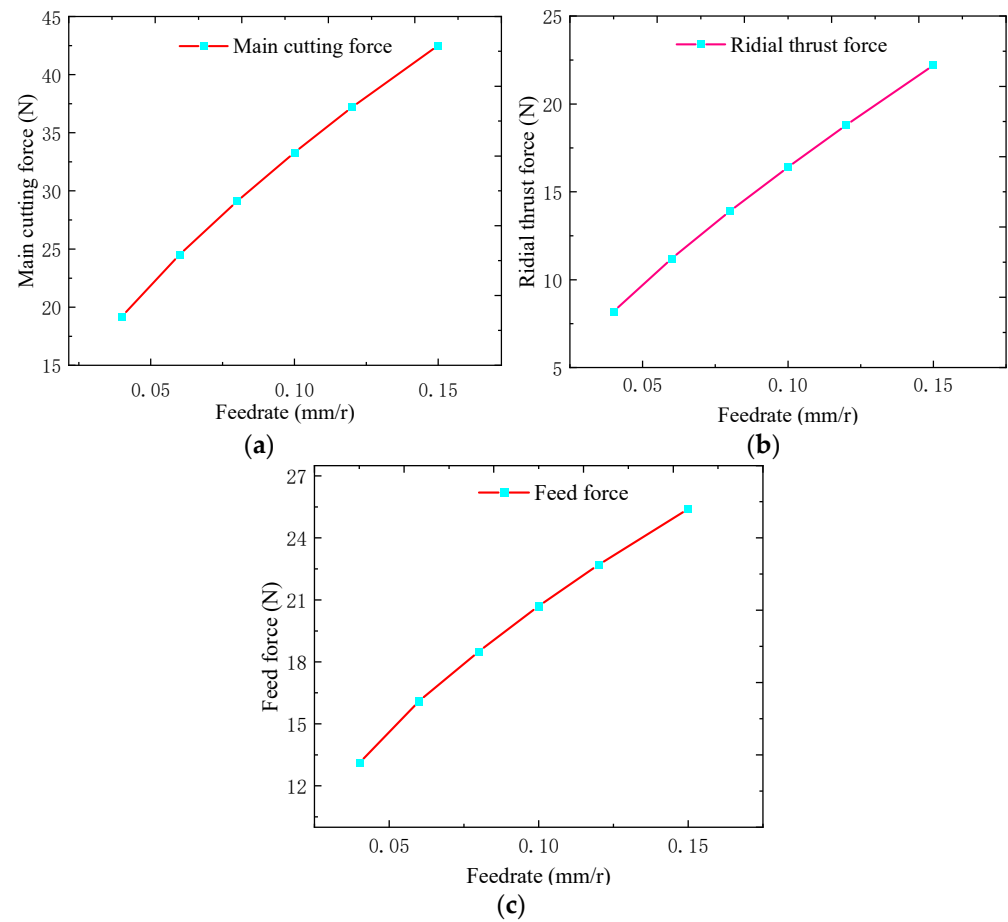 Main cutting force
Main cutting force (N)
45
40
35
30
25
20
15
0.05
0.10
0.15
Feedrate (mm/r)
(a)
Ridial thrust force
Ridial thrust force (N)
25
20
15
10
5
0.05
0.10
0.15
Feedrate (mm/r)
(b)
Feed force
Feed force (N)
27
24
21
18
15
12
0.05
0.10
0.15
Feedrate (mm/r)
(c)